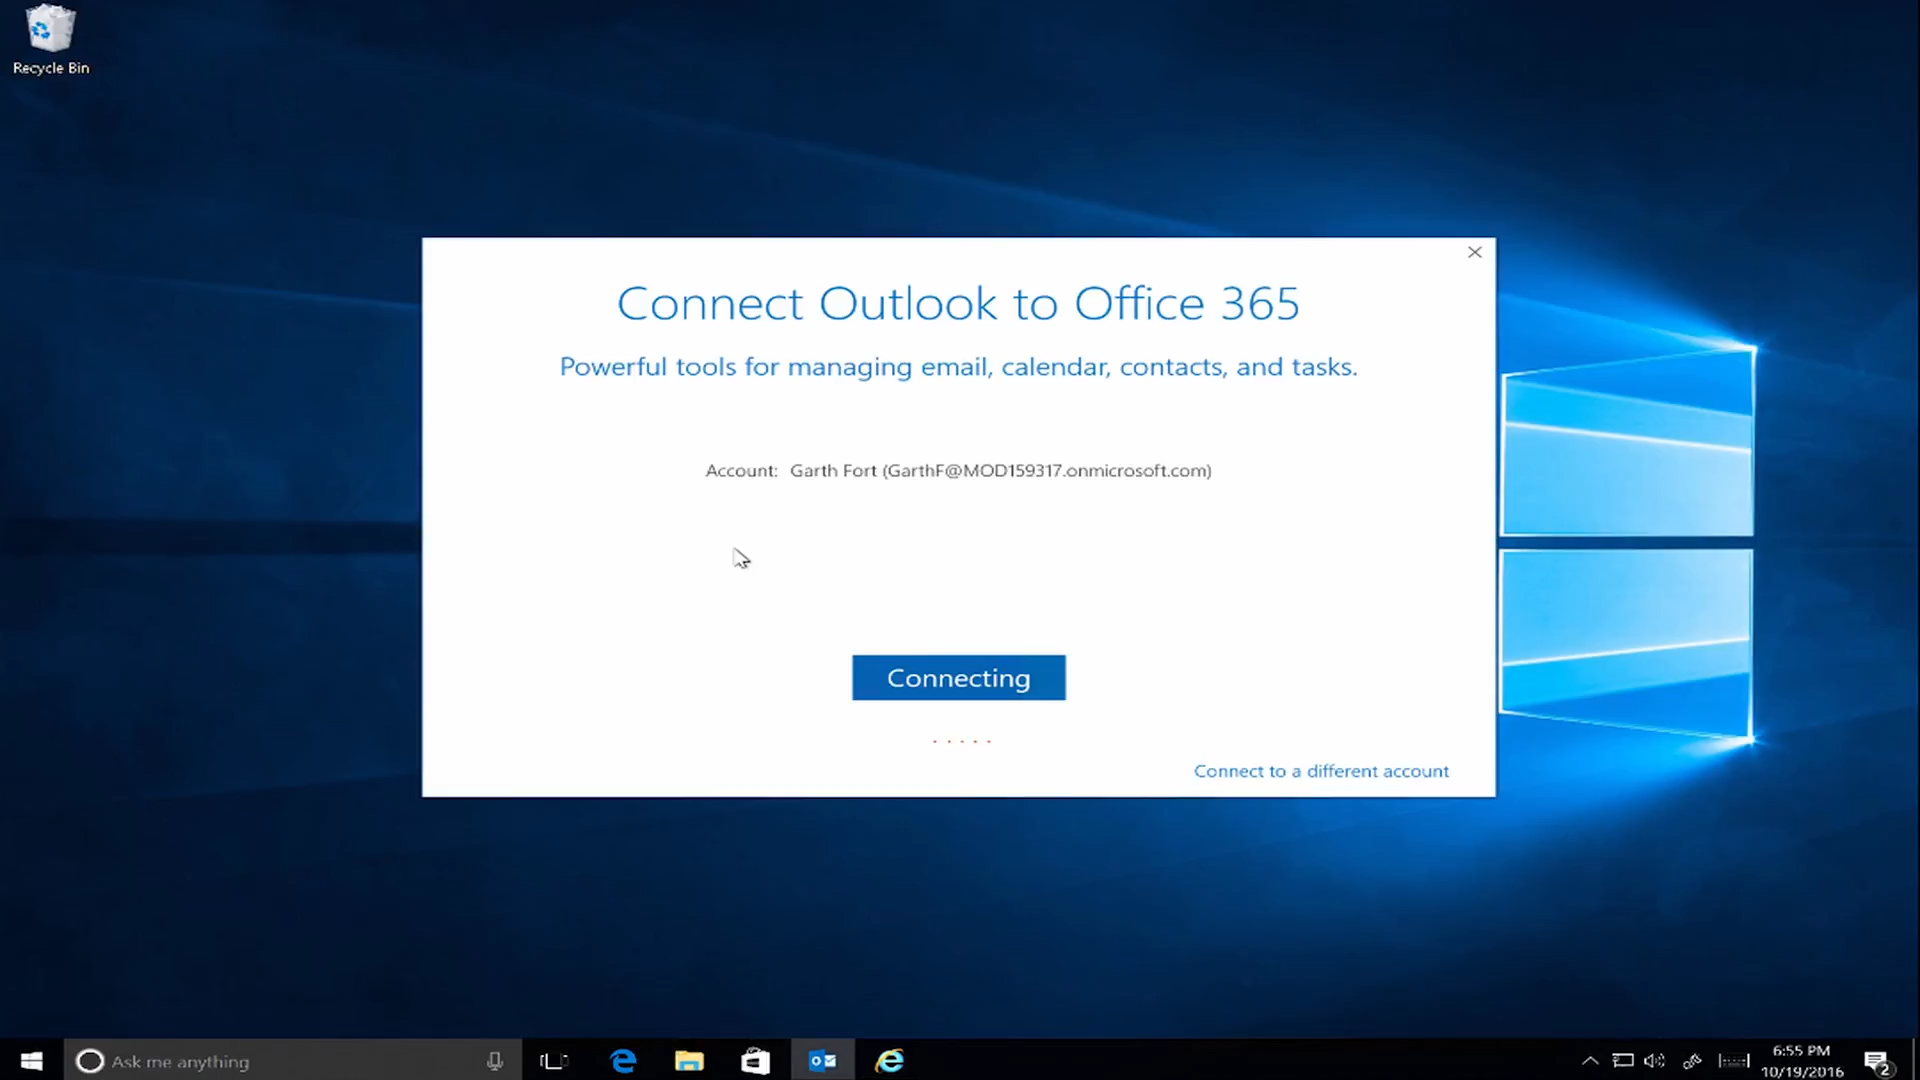 Recycle Bin
Connect Outlook to Office 365
Powerful tools for managing email, calendar, contacts, and tasks.
Account: Garth Fort (GarthF@MOD159317.onmicrosoft.com)
Connecting
Connect to a different account
Ask me anything
6:55 PM
10/19/2016
2